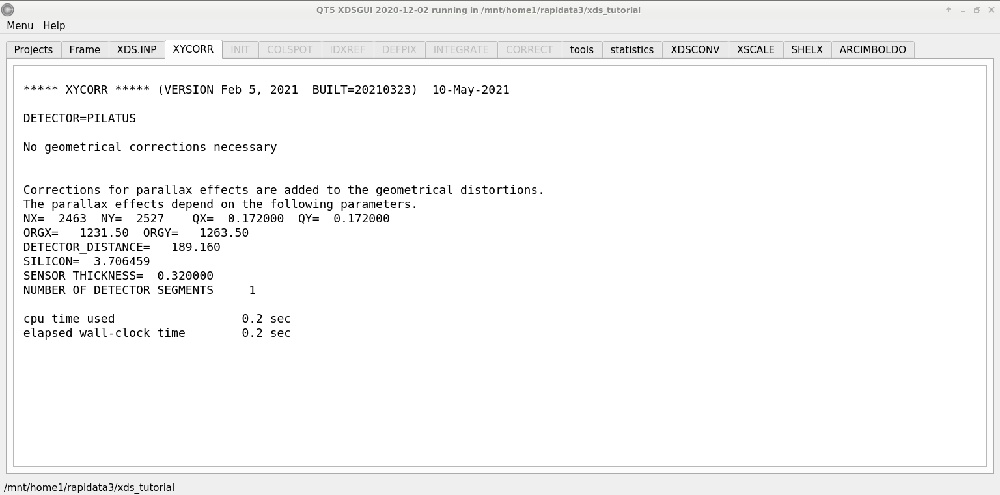 QT5 XDSGUI 2020-12-02 running in /mnt/home1/rapidata3/xds_tutorial
Menu Help
Projects Frame XDS.INP XYCORR INIT COLSPOT IDXREF DEFPIX INTEGRATE CORRECT tools statistics XDSCONV XSCALE SHELX ARCIMBOLDO
***** XYCORR ***** (VERSION Feb 5, 2021  BUILT=20210323)  10-May-2021
DETECTOR=PILATUS
No geometrical corrections necessary
Corrections for parallax effects are added to the geometrical distortions.
The parallax effects depend on the following parameters.
NX=  2463  NY=  2527    QX=  0.172000  QY=  0.172000
ORGX=   1231.50  ORGY=   1263.50
DETECTOR_DISTANCE=   189.160
SILICON=  3.706459
SENSOR_THICKNESS=  0.320000
NUMBER OF DETECTOR SEGMENTS     1
cpu time used                  0.2 sec
elapsed wall-clock time        0.2 sec
/mnt/home1/rapidata3/xds_tutorial